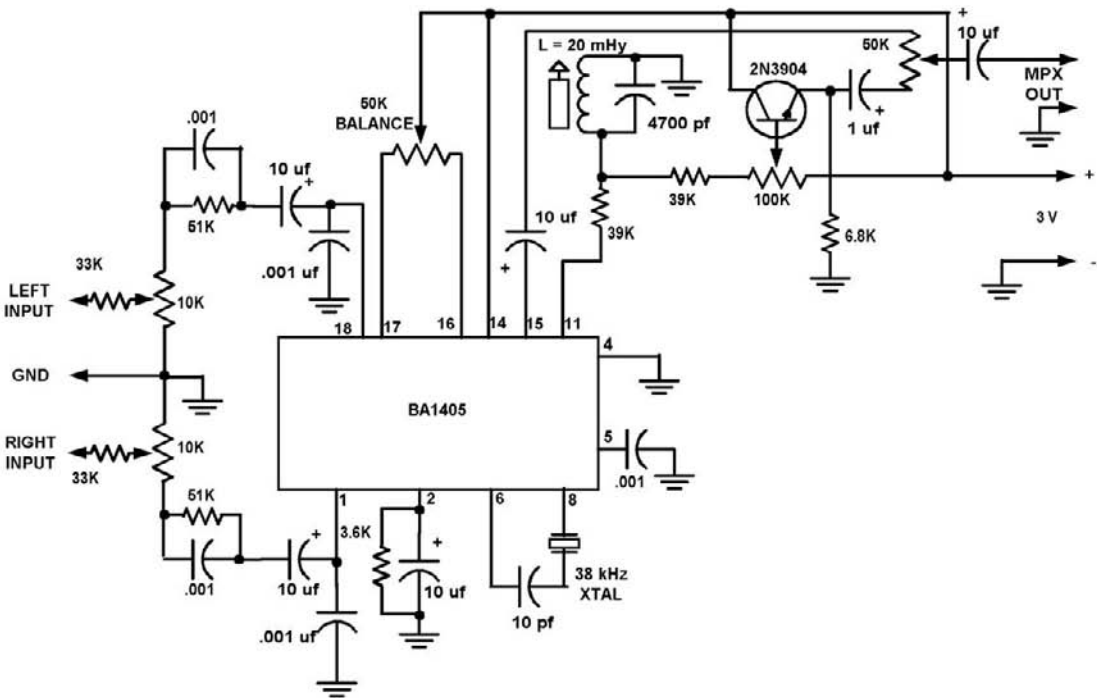 +
10 uf
L = 20 mHy
50K
2N3904
MPX
OUT
50K
BALANCE
4700 pf
+
1 uf
.001
10 uf
+
+
51K
39K
100K
10 uf
39K
3 V
6.8K
.001 uf
+
33K
-
LEFT
INPUT
10K
18
17
16
14
15
11
4
GND
BA1405
RIGHT
INPUT
10K
5
33K
.001
51K
1
2
6
8
+
3.6K
+
38 kHz
XTAL
.001
10 uf
10 uf
10 pf
.001 uf